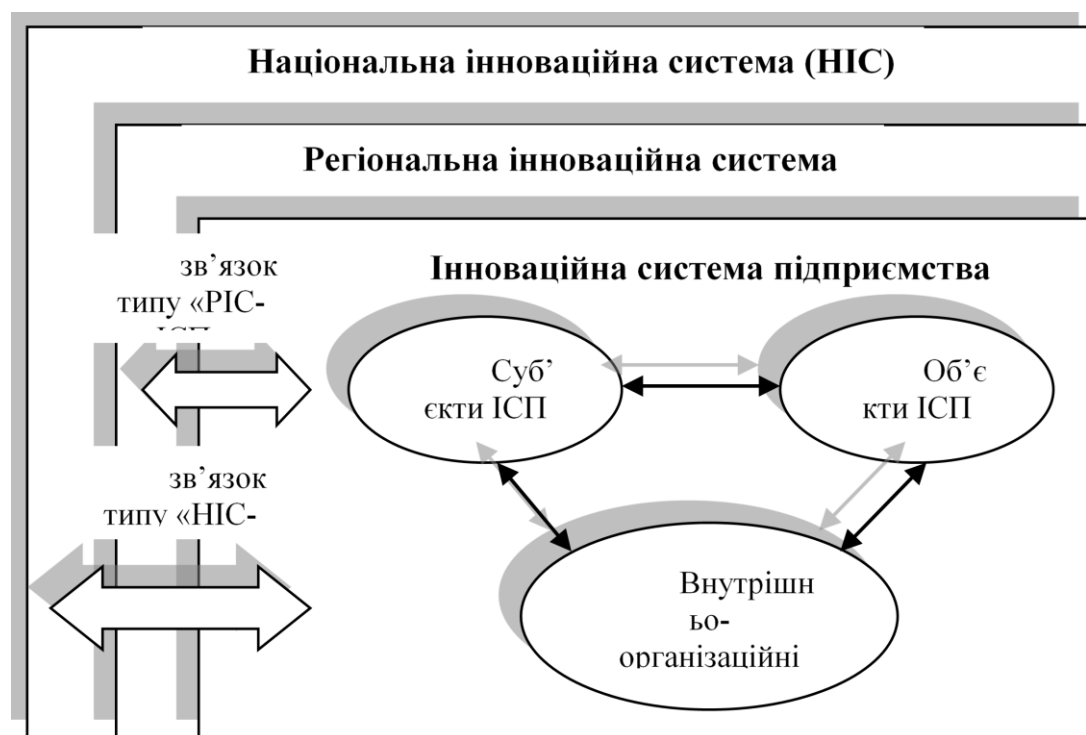 Національна інноваційна система (НІС)
Регіональна інноваційна система
Інноваційна система підприємства
зв’язок
типу «РІС-
Суб’
єкти ІСП
Об’є
кти ІСП
зв’язок
типу «НІС-
Внутрішн
ьо-
організаційні